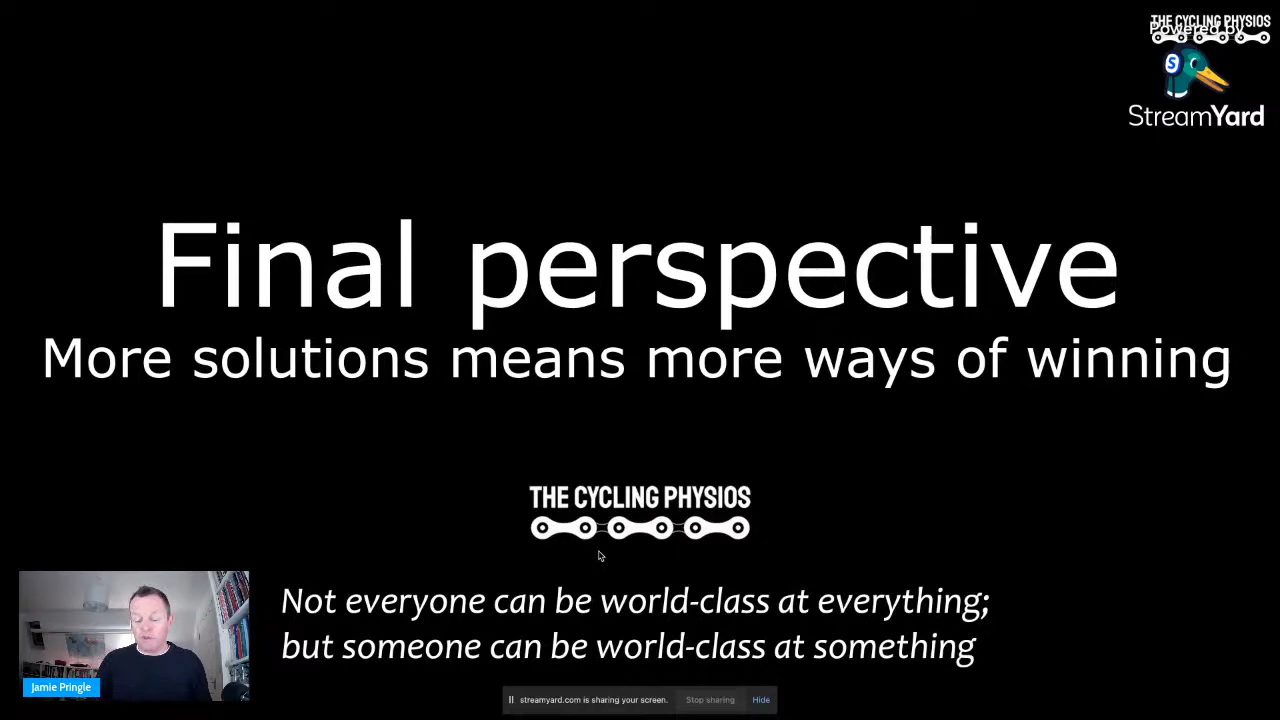 THE CYCLING PHYSIOS
Powered by
S
StreamYard
Final perspective
More solutions means more ways of winning
THE CYCLING PHYSIOS
Not everyone can be world-class at everything;
but someone can be world-class at something
Jamie Pringle
streamyard.com is sharing your screen. Stop sharing Hide